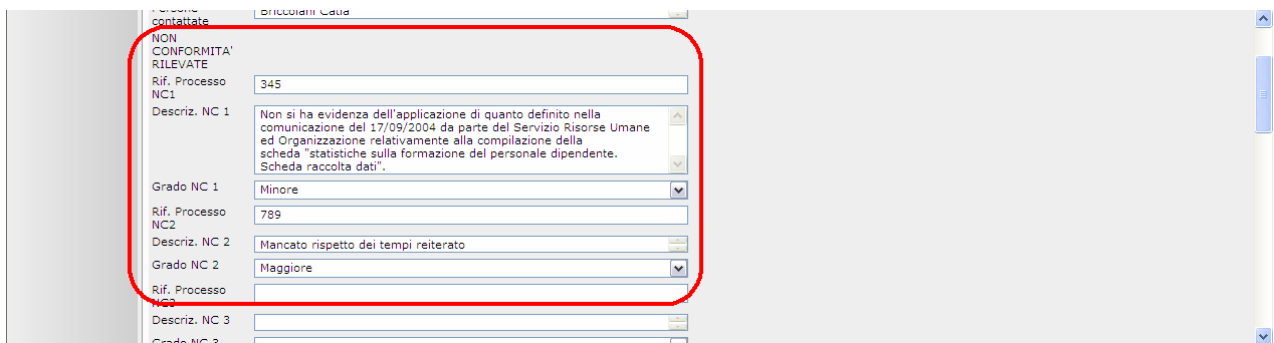 Persone
contattate
Briccolani Catia
NON
CONFORMITA'
RILEVATE
Rif. Processo
NC1
345
Descriz. NC 1
Non si ha evidenza dell'applicazione di quanto definito nella
comunicazione del 17/09/2004 da parte del Servizio Risorse Umane
ed Organizzazione relativamente alla compilazione della
scheda "statistiche sulla formazione del personale dipendente.
Scheda raccolta dati".
Grado NC 1
Minore
Rif. Processo
NC2
789
Descriz. NC 2
Mancato rispetto dei tempi reiterato
Grado NC 2
Maggiore
Rif. Processo
NC3
Descriz. NC 3
Grado NC 3